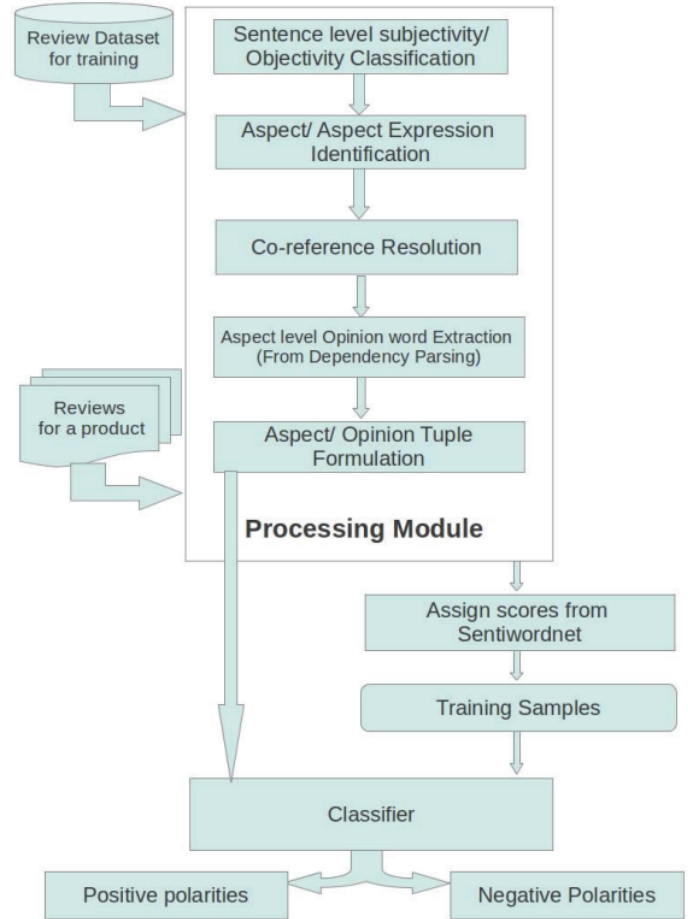 Review Dataset
for training
Sentence level subjectivity/
Objectivity Classification
Aspect/ Aspect Expression
Identification
Co-reference Resolution
Aspect level Opinion word Extraction
(From Dependency Parsing)
Reviews
for a product
Aspect/ Opinion Tuple
Formulation
Processing Module
Assign scores from
Sentiwordnet
Training Samples
Classifier
Positive polarities
Negative Polarities